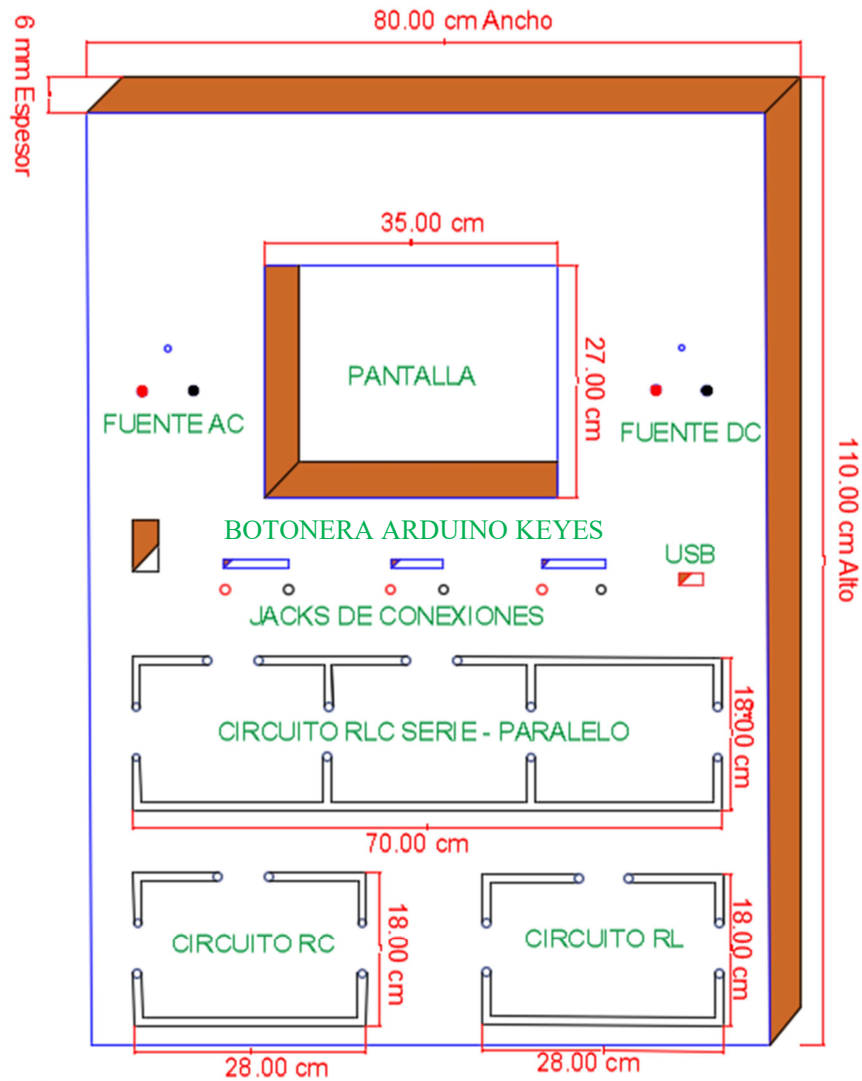 80.00 cm Ancho
6 mm Espesor
35.00 cm
27.00 cm
PANTALLA
FUENTE AC
FUENTE DC
110.00 cm Alto
BOTONERA ARDUINO KEYES
USB
JACKS DE CONEXIONES
CIRCUITO RLC SERIE - PARALELO
18.00 cm
70.00 cm
CIRCUITO RC
18.00 cm
CIRCUITO RL
18.00 cm
28.00 cm
28.00 cm